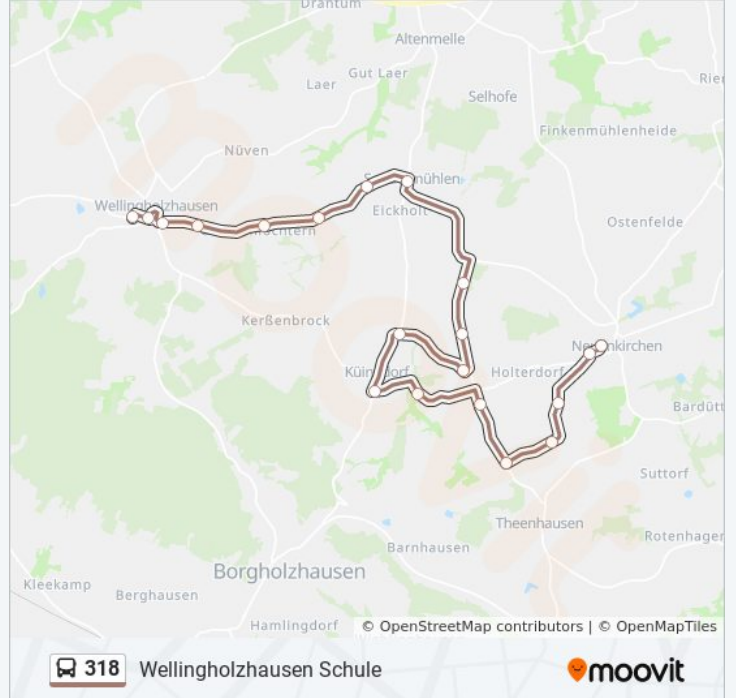 Drantum
Altenmelle
Gut Laer
Laer
Selhofe
Finkenmühlenheide
Nüven
Wellingholzhausen
Eickholt
Ostenfelde
Kerßenbrock
Holterdorf
Bardütt
Suttorf
Theenhausen
Rotenhagen
Barnhausen
Borgholzhausen
Kleekamp
Berghausen
Hamlingdorf
© OpenStreetMap contributors | © OpenMapTiles
318 Wellingholzhausen Schule
moovit